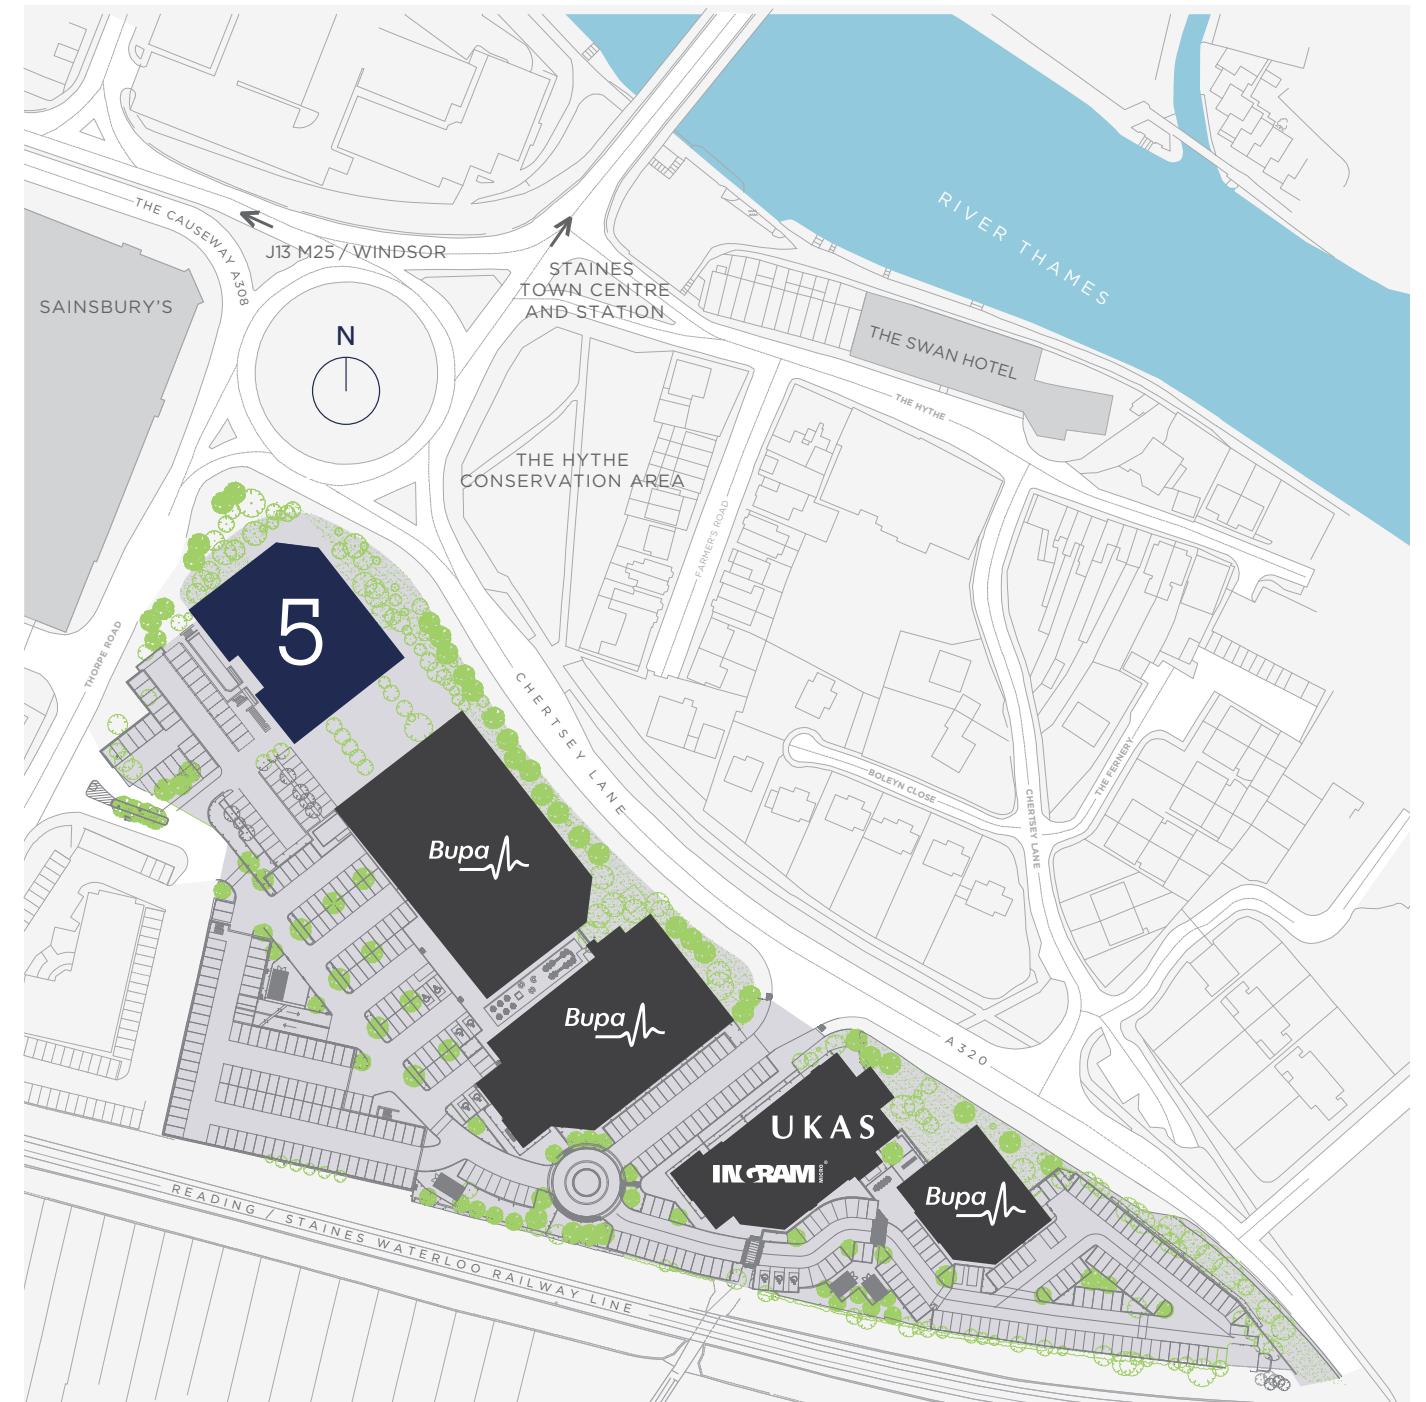 RIVER THAMES
THE CAUSEWAY A308
J13 M25 / WINDSOR
STAINES
TOWN CENTRE
AND STATION
SAINSBURY'S
N
THE SWAN HOTEL
THE HYTHE
THE HYTHE
CONSERVATION AREA
FARMER'S ROAD
5
THORPE ROAD
CHERTSEY LANE
BOLEYN CLOSE
THE FERNERY
CHERTSEY LANE
Bupa
Bupa
A320
UKAS
INGRAM MICRO
Bupa
READING / STAINES WATERLOO RAILWAY LINE